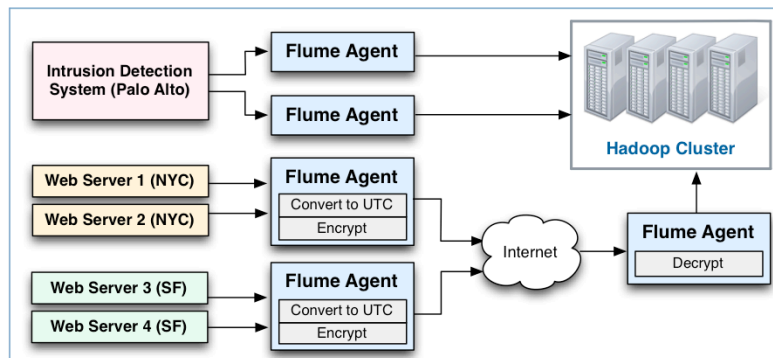 Intrusion Detection
System (Palo Alto)
Flume Agent
Flume Agent
Hadoop Cluster
Web Server 1 (NYC)
Web Server 2 (NYC)
Flume Agent
Convert to UTC
Encrypt
Web Server 3 (SF)
Web Server 4 (SF)
Flume Agent
Convert to UTC
Encrypt
Internet
Flume Agent
Decrypt